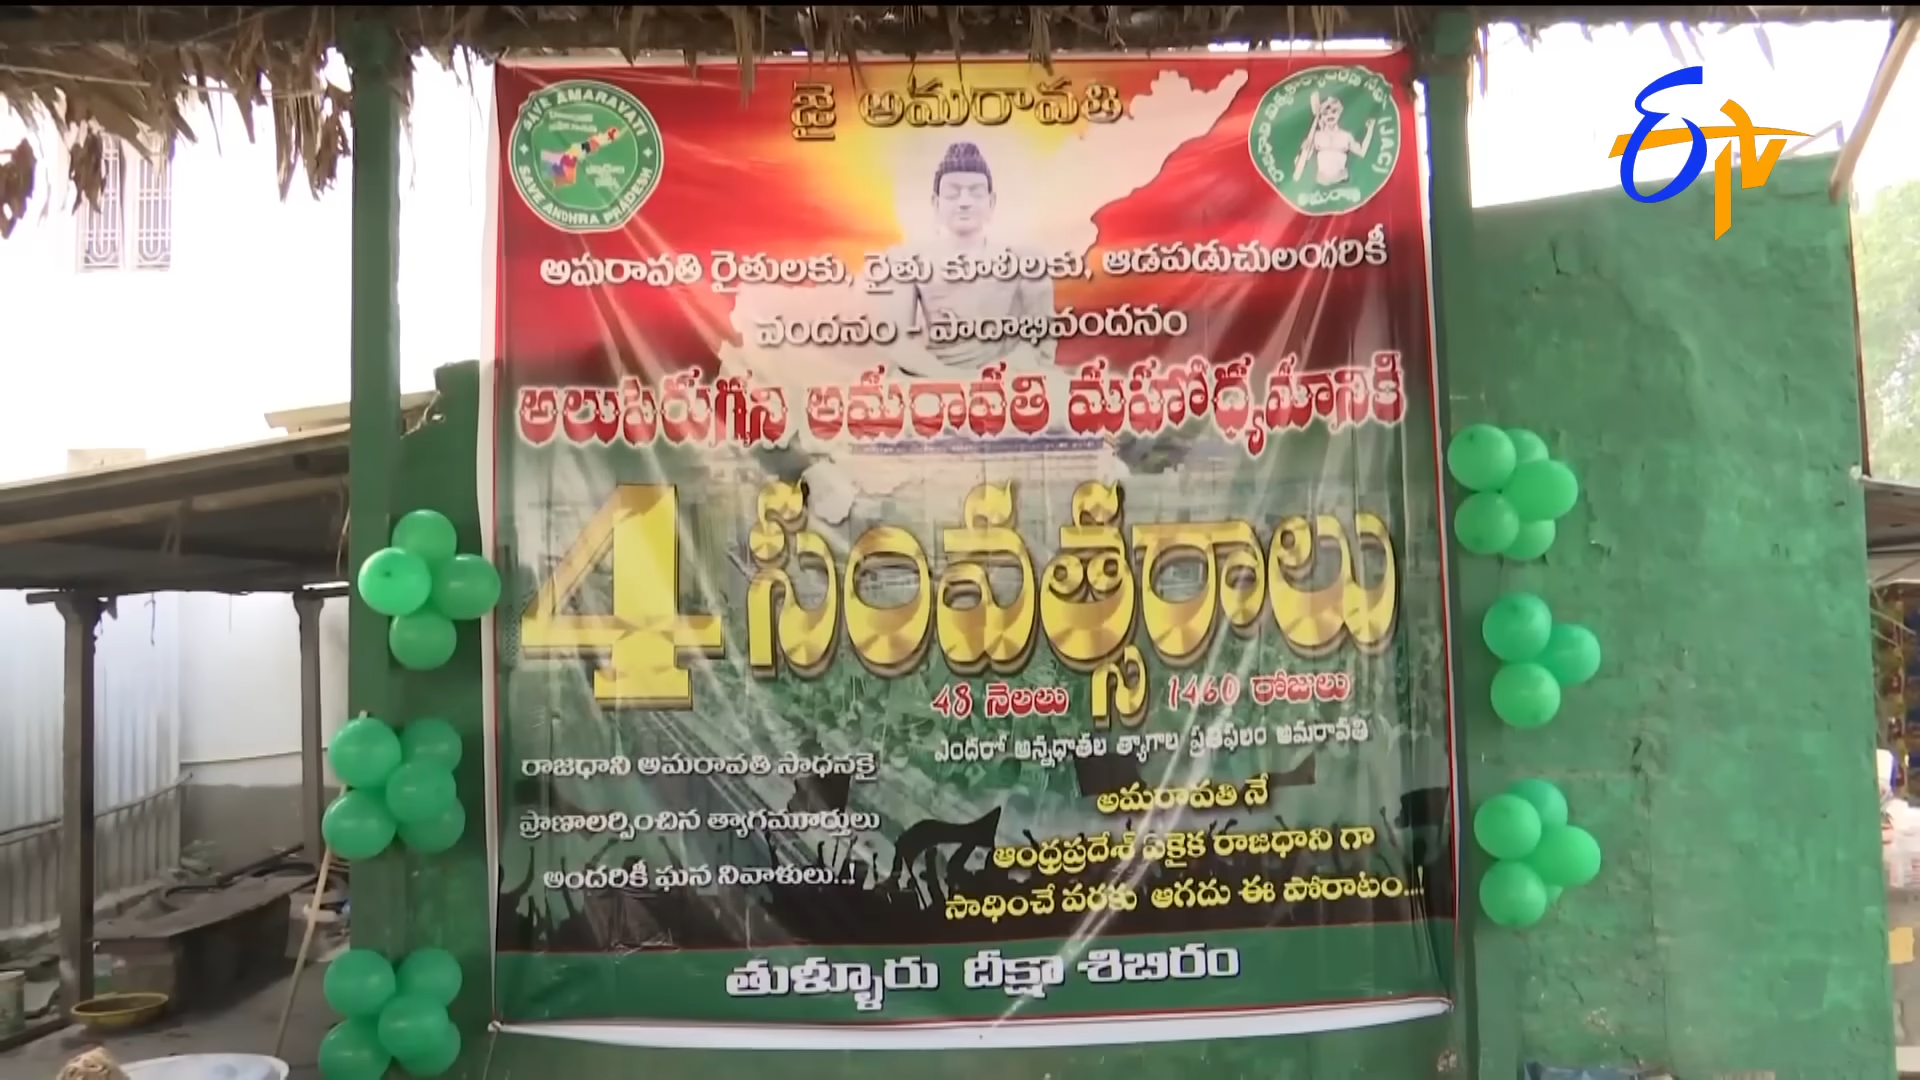 జై అమరావతి
SAVE AMARAVATI
SAVE ANDHRA PRADESH
(JAC)
అమరావతి రైతులకు, రైతు కూలీలకు, ఆడపడుచులందరికీ
వందనం - పాదాభివందనం
అలుపెరుగని అమరావతి మహోధ్యమానికి
4 సంవత్సరాలు
48 నెలలు 1460 రోజులు
ఎందరో అన్నధాతల త్యాగాల ప్రతిఫలం అమరావతి
రాజధాని అమరావతి సాధనకై
ప్రాణాలర్పించిన త్యాగమూర్తులు
అందరికీ ఘన నివాళులు..!
అమరావతి నే
ఆంధ్రప్రదేశ్ ఏకైక రాజధాని గా
సాధించే వరకు ఆగదు ఈ పోరాటం...!
తుళ్ళూరు దీక్షా శిబిరం
ETV